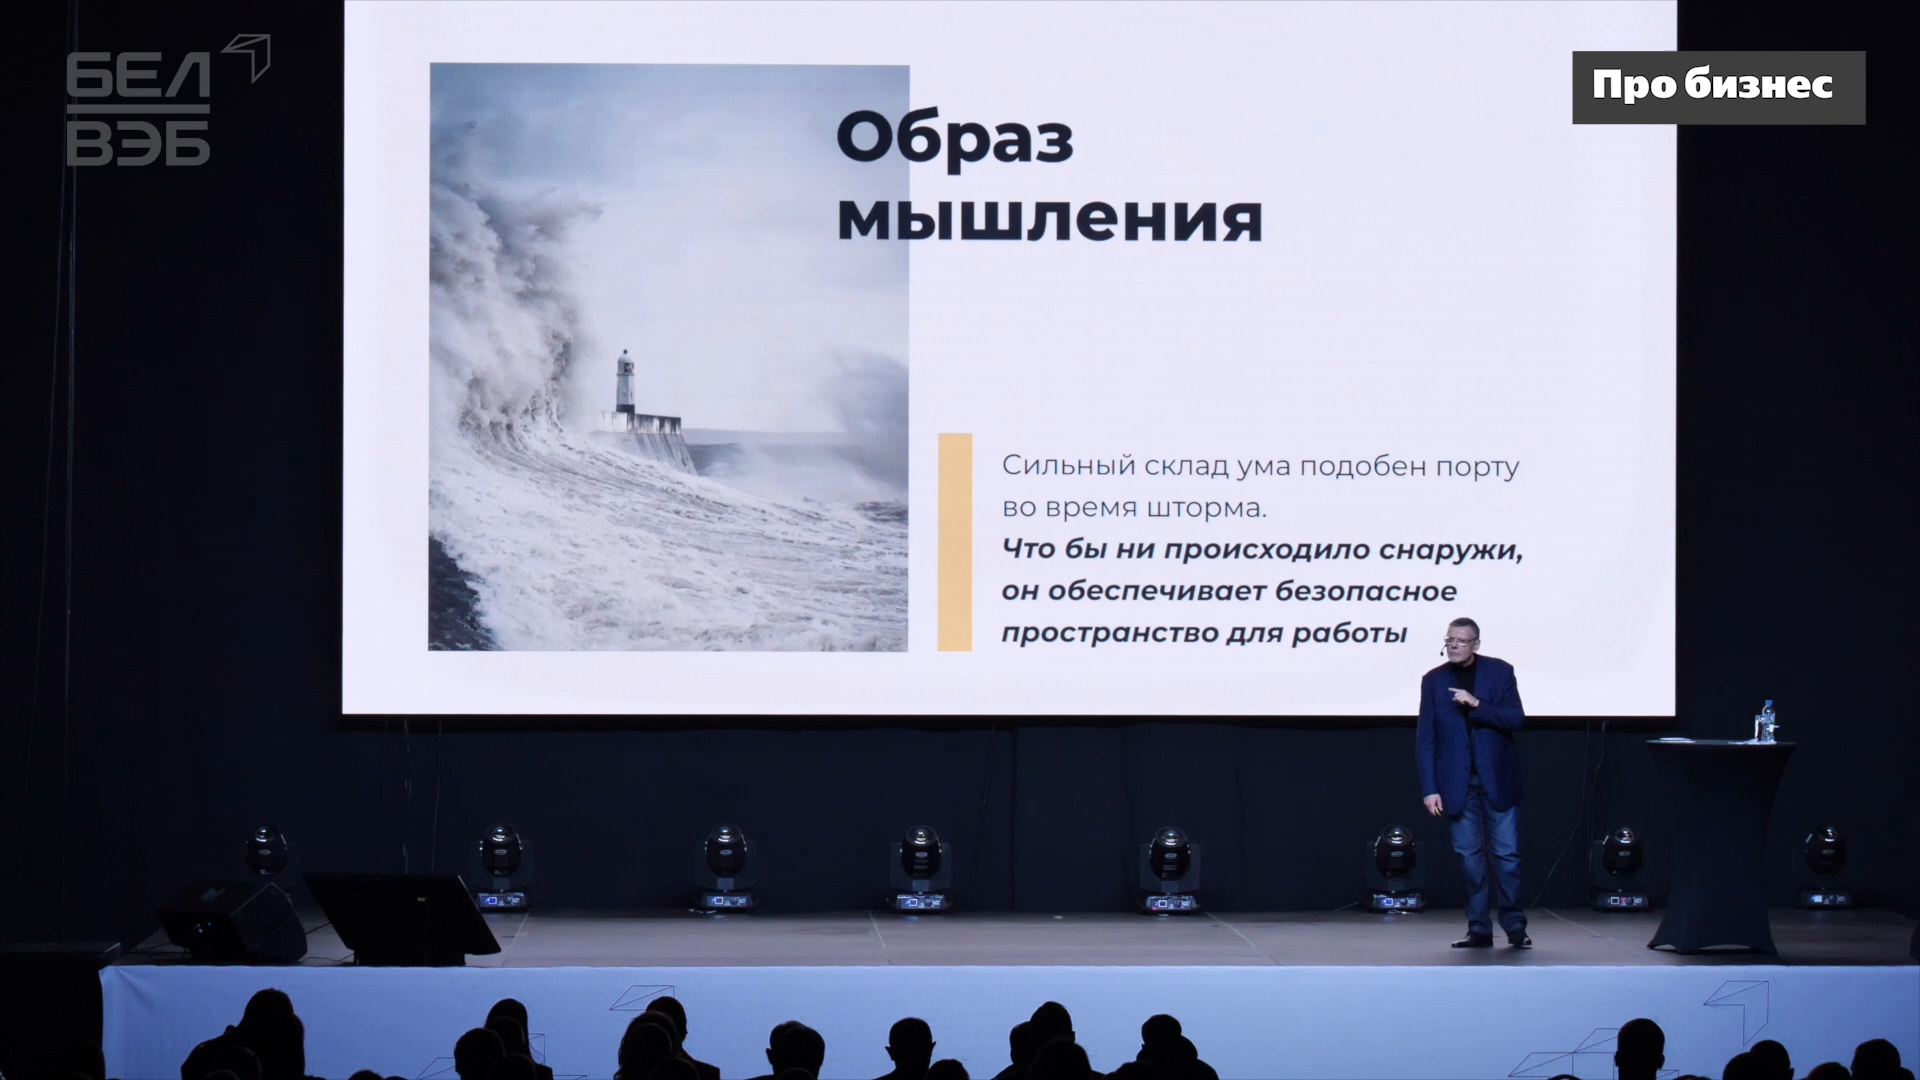 БЕЛ
ВЭБ
Про бизнес
Образ
мышления
Сильный склад ума подобен порту
во время шторма.
Что бы ни происходило снаружи,
он обеспечивает безопасное
пространство для работы